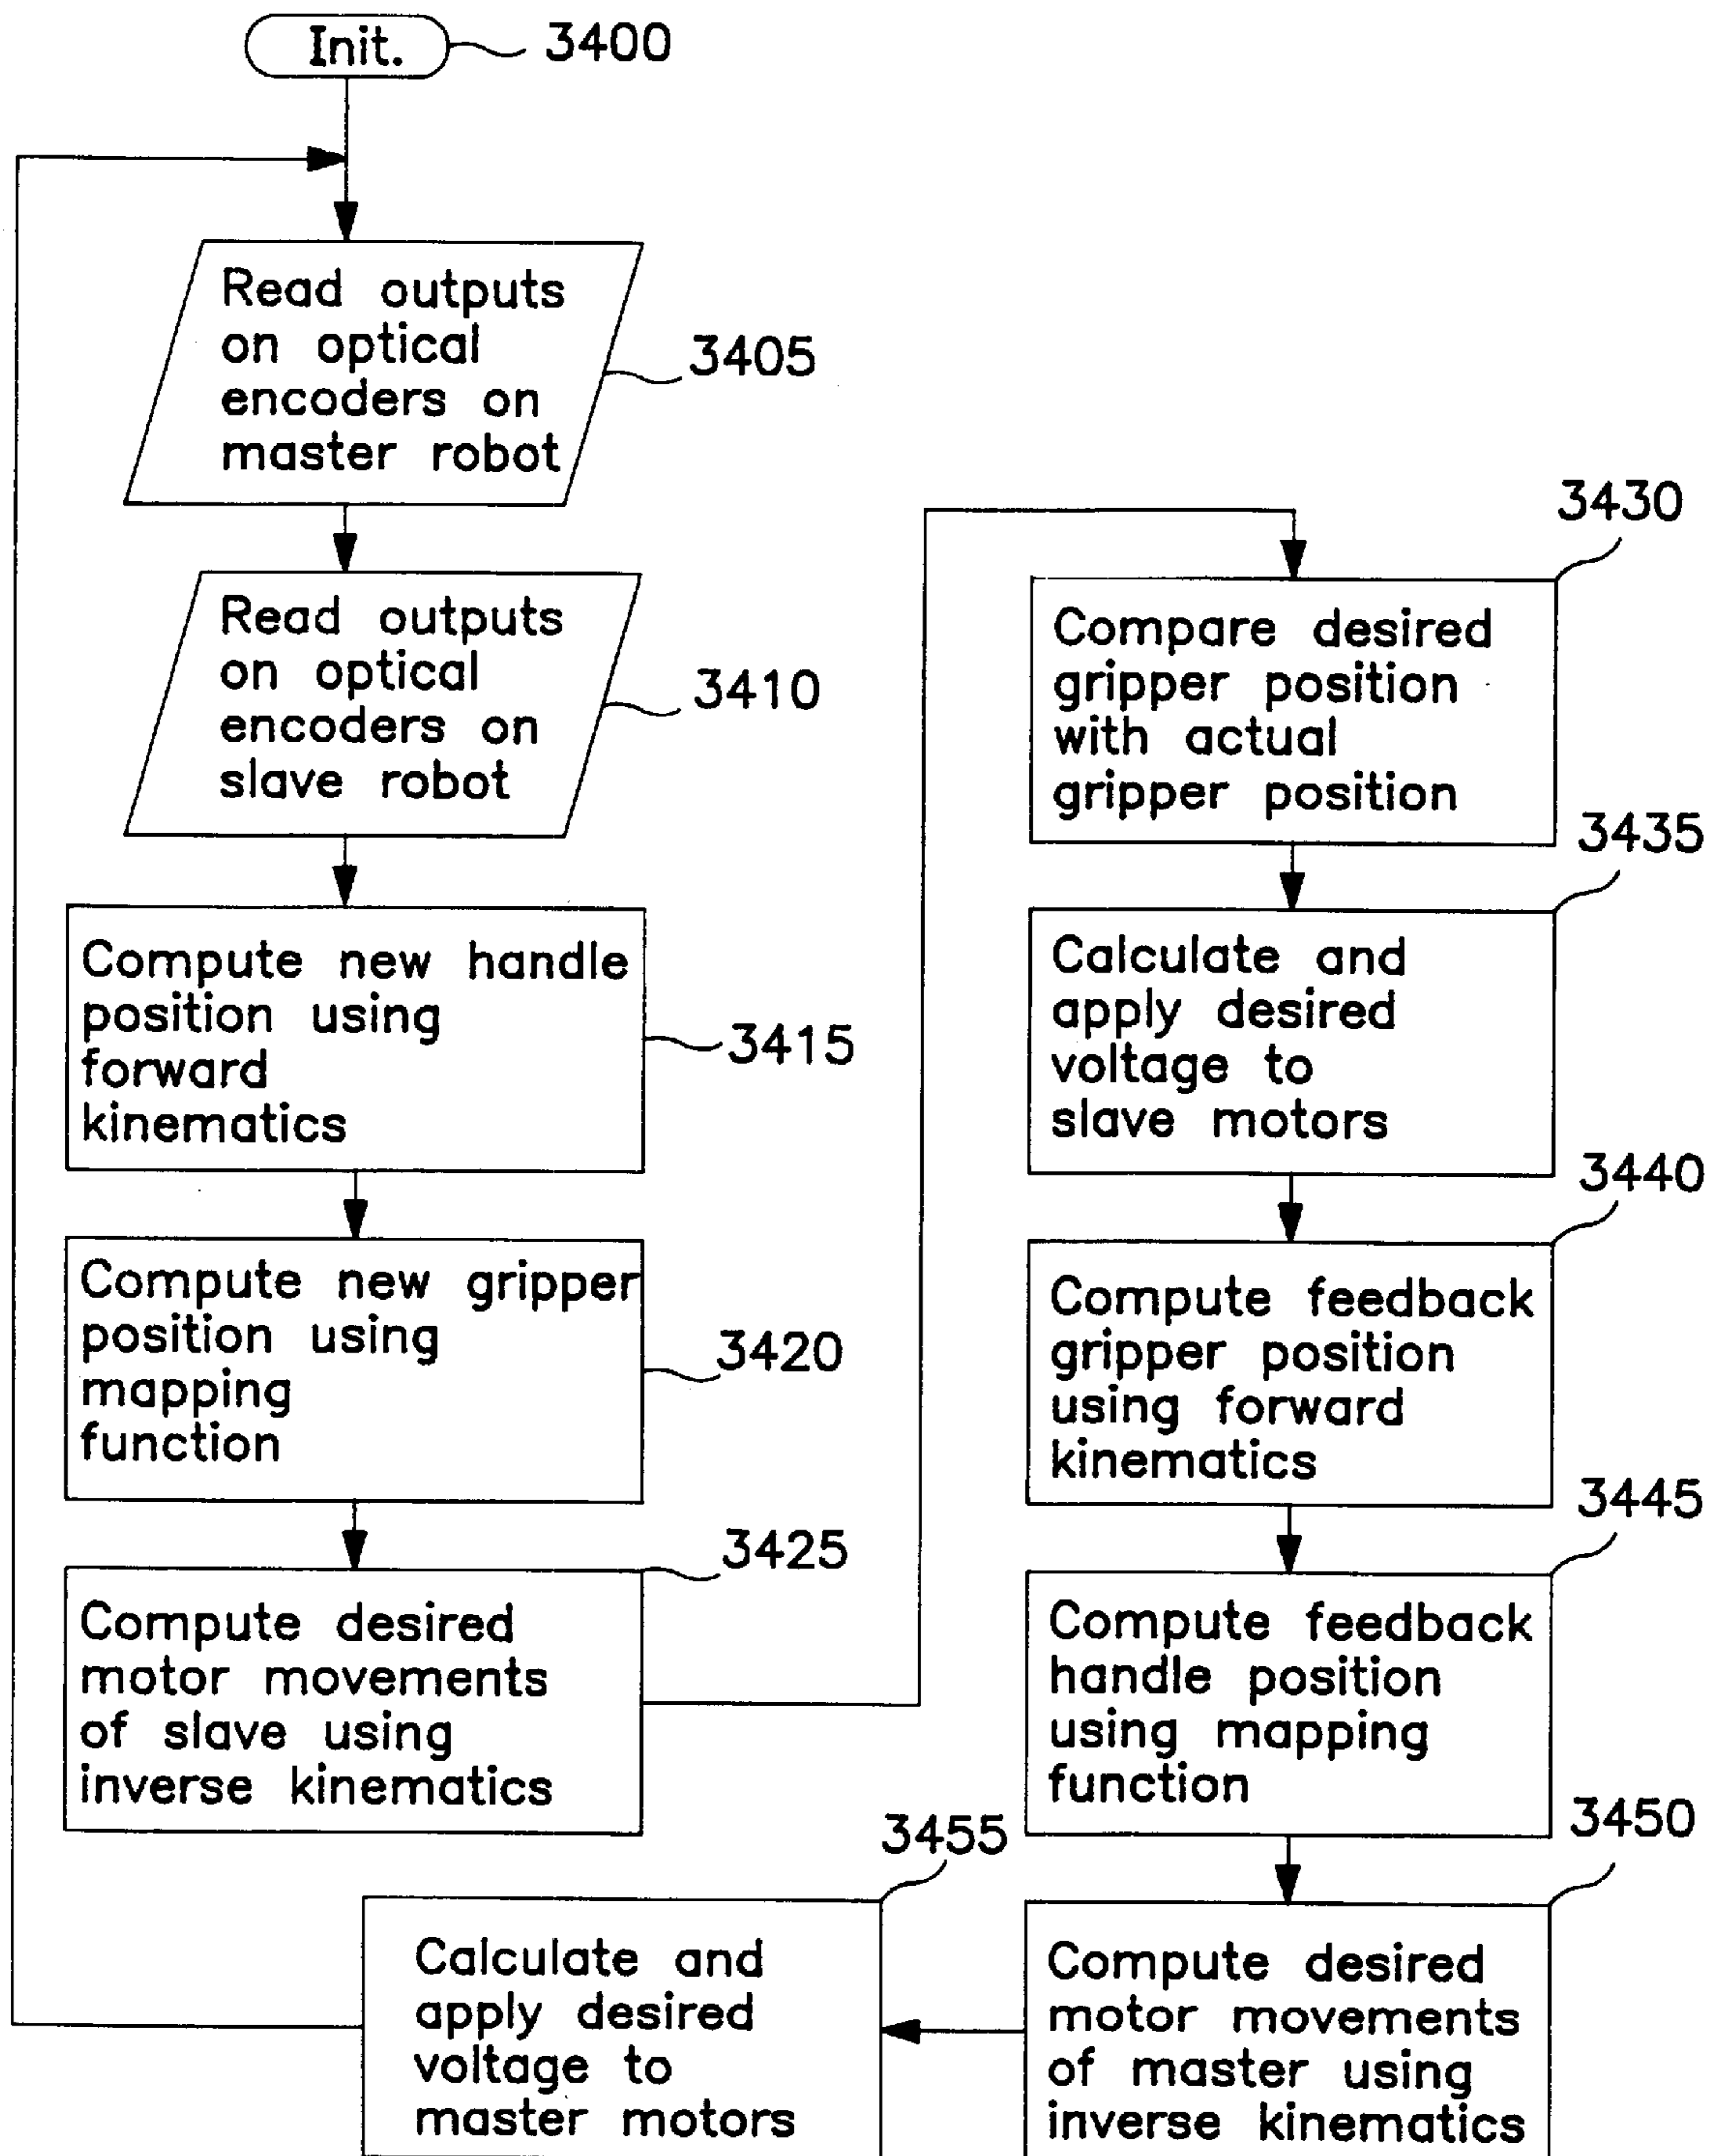 Init.
3400
Read outputs
on optical
encoders on
master robot
3405
Read outputs
on optical
encoders on
slave robot
3410
Compute new handle
position using
forward
kinematics
3415
Compute new gripper
position using
mapping
function
3420
3425
Compute desired
motor movements
of slave using
inverse kinematics
3430
Compare desired
gripper position
with actual
gripper position
3435
Calculate and
apply desired
voltage to
slave motors
3440
Compute feedback
gripper position
using forward
kinematics
3445
Compute feedback
handle position
using mapping
function
3450
Compute desired
motor movements
of master using
inverse kinematics
3455
Calculate and
apply desired
voltage to
master motors